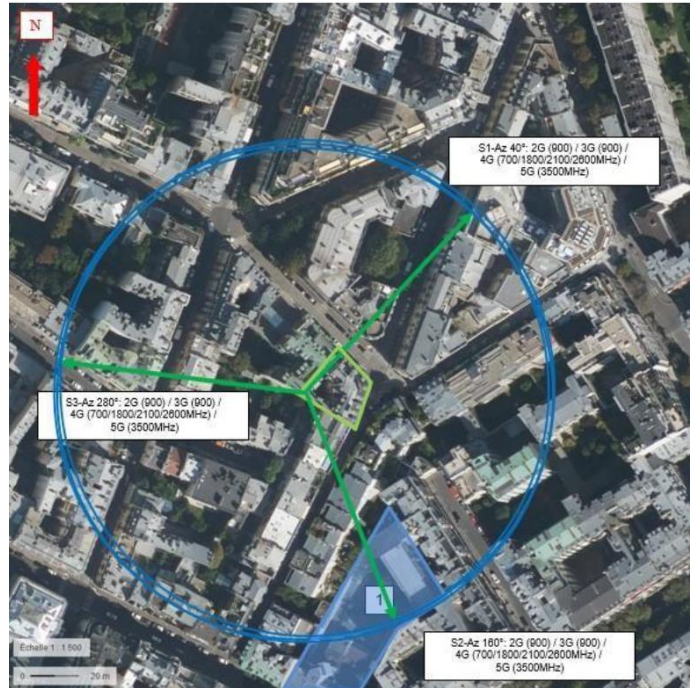 N
S1-Az 40°: 2G (900) / 3G (900) /
4G (700/1800/2100/2600MHz) /
5G (3500MHz)
S3-Az 280°: 2G (900) / 3G (900) /
4G (700/1800/2100/2600MHz) /
5G (3500MHz)
1
S2-Az 160°: 2G (900) / 3G (900) /
4G (700/1800/2100/2600MHz) /
5G (3500MHz)
Échelle 1 : 1 500
0 20 m